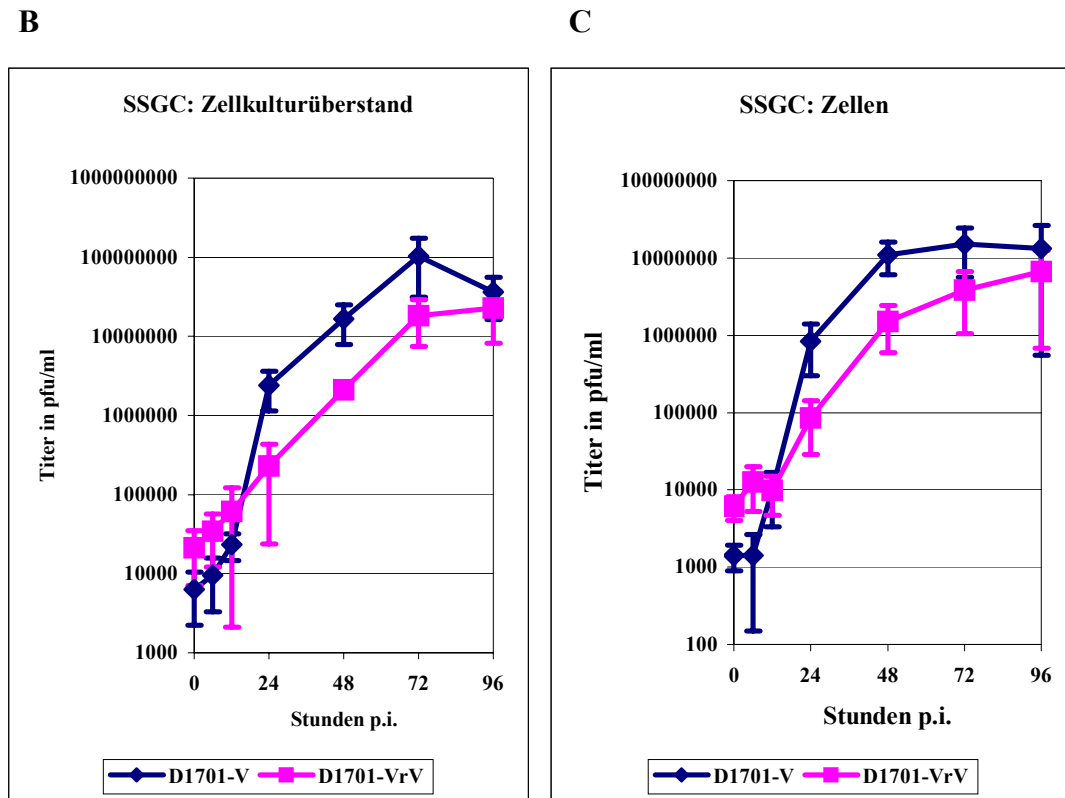 B
SSGC: Zellkulturüberstand
Titer in pfu/ml
1000000000
100000000
10000000
1000000
100000
10000
1000
0 24 48 72 96
Stunden p.i.
D1701-V D1701-VrV
C
SSGC: Zellen
Titer in pfu/ml
100000000
10000000
1000000
100000
10000
1000
100
0 24 48 72 96
Stunden p.i.
D1701-V D1701-VrV